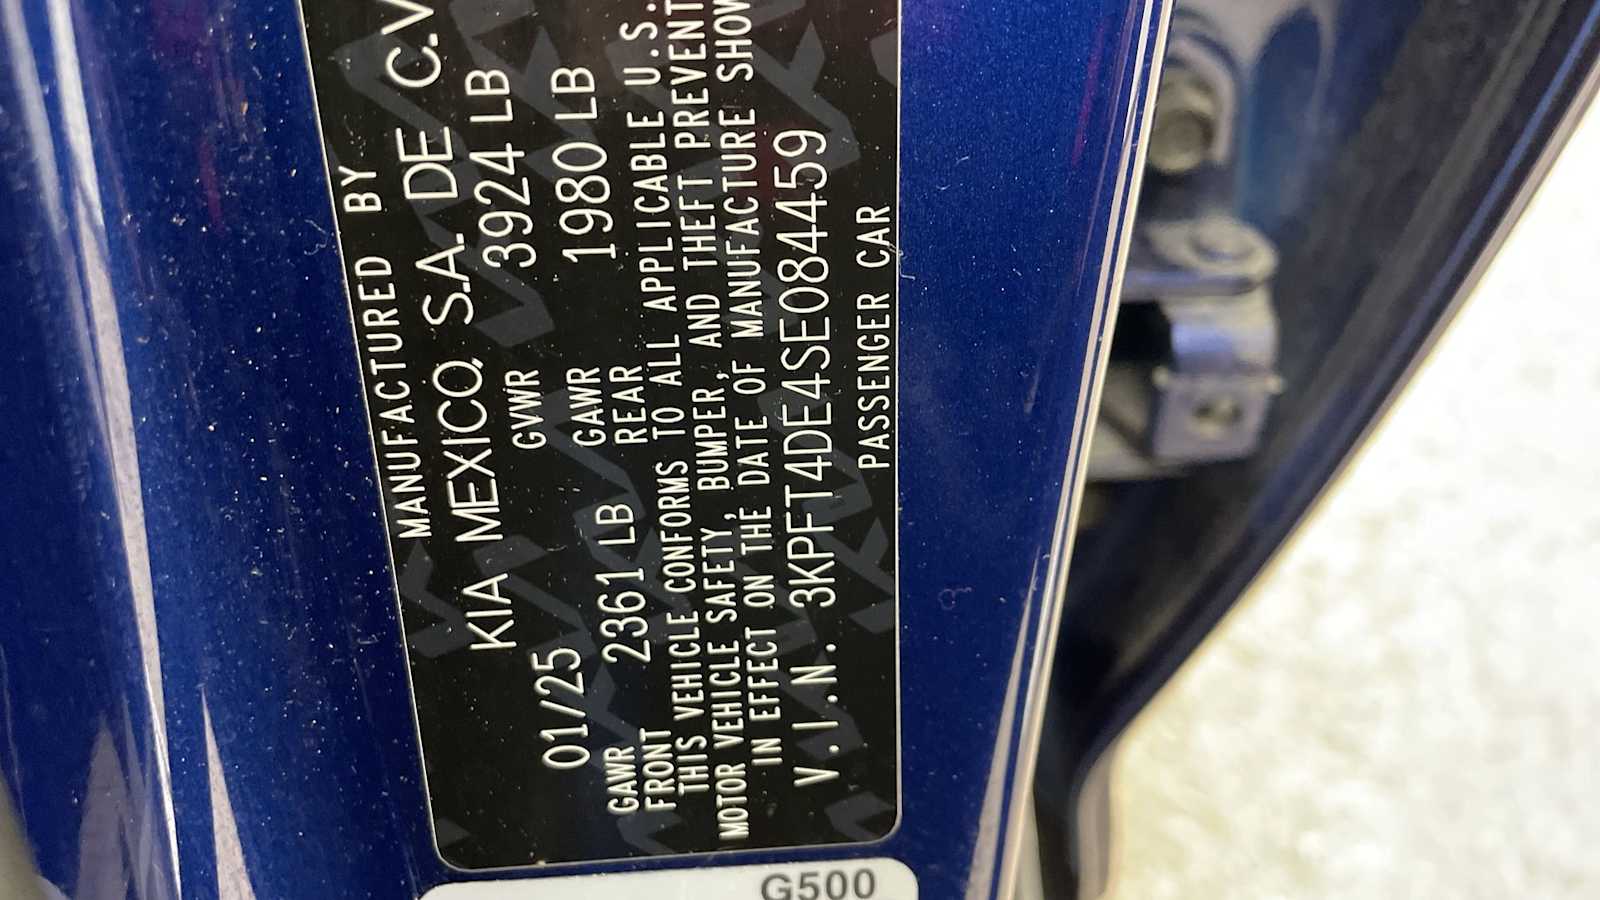 MANUFACTURED BY
KIA MEXICO, S.A. DE C.V
01/25 GVWR 3924 LB
GAWR FRONT 2361 LB GAWR REAR 1980 LB
THIS VEHICLE CONFORMS TO ALL APPLICABLE U.S.
MOTOR VEHICLE SAFETY, BUMPER, AND THEFT PREVENT
IN EFFECT ON THE DATE OF MANUFACTURE SHOW
V.I.N. 3KPFT4DE4SE084459
PASSENGER CAR
G500